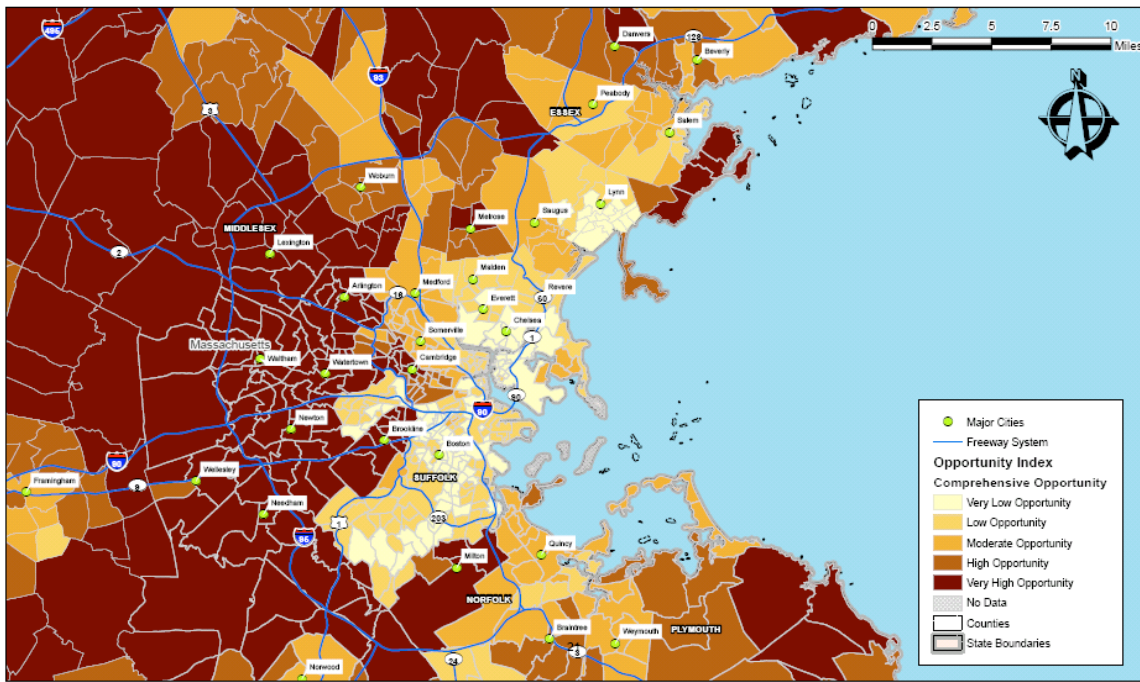 495
93
Danvers
128
Beverly
0 2.5 5 10
Miles
N
3
Peabody
ESSEX
Salem
Woburn
Lynn
Melrose
Saugus
MIDDLESEX
2
Lexington
Malden
Arlington
16
Medford
Revere
60
Everett
Chelsea
Somerville
1
Massachusetts
Waltham
Watertown
Cambridge
90
90
Newton
Brookline
Boston
90
Wellesley
9
Framingham
SUFFOLK
Needham
1
203
95
Quincy
Milton
NORFOLK
Braintree
Weymouth
PLYMOUTH
3
24
Norwood
Major Cities
Freeway System
Opportunity Index
Comprehensive Opportunity
Very Low Opportunity
Low Opportunity
Moderate Opportunity
High Opportunity
Very High Opportunity
No Data
Counties
State Boundaries